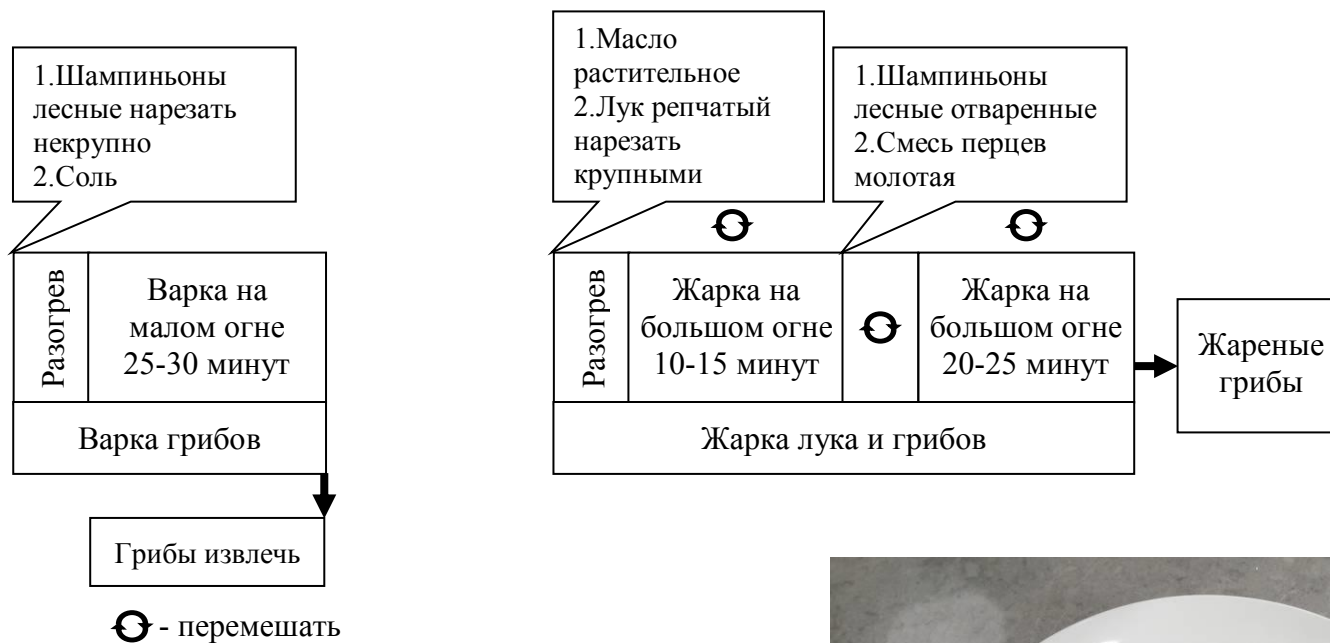 1.Шампиньоны
лесные нарезать
некрупно
2.Соль
Разогрев
Варка на
малом огне
25-30 минут
Варка грибов
Грибы извлечь
- перемешать
1.Масло
растительное
2.Лук репчатый
нарезать
крупными
1.Шампиньоны
лесные отваренные
2.Смесь перцев
молотая
Разогрев
Жарка на
большом огне
10-15 минут
Жарка на
большом огне
20-25 минут
Жарка лука и грибов
Жареные
грибы